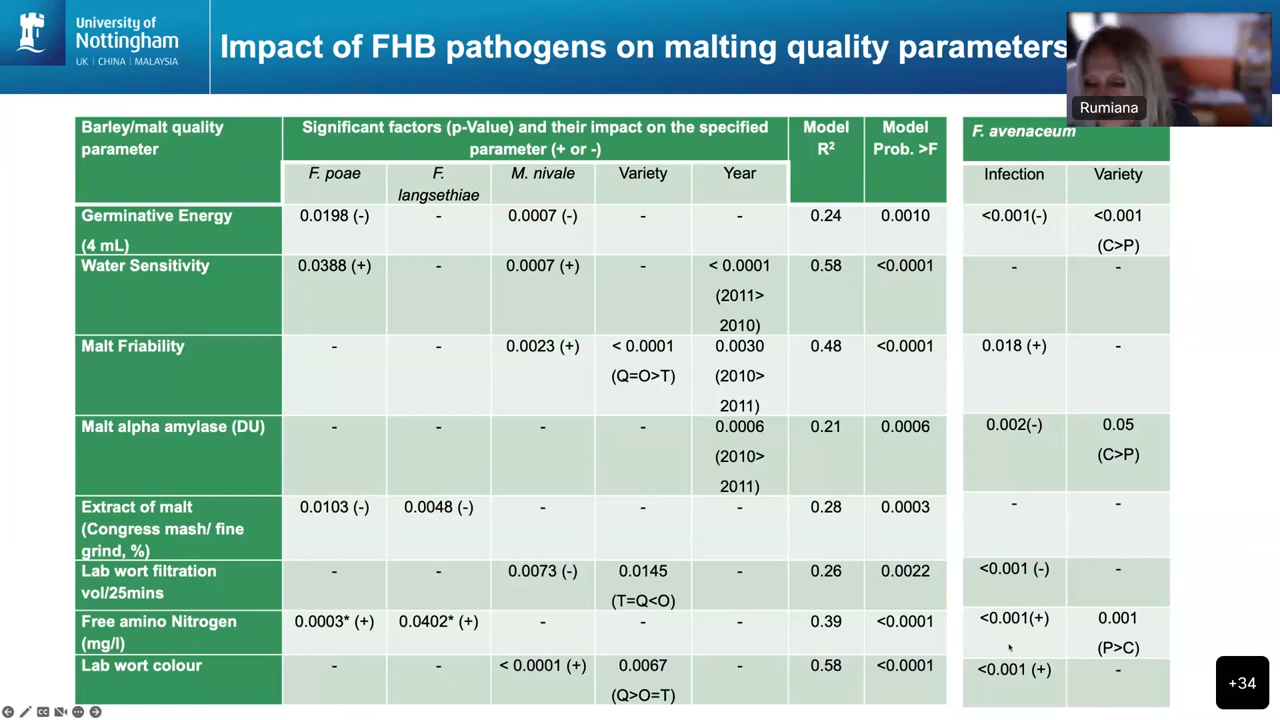 University of
Nottingham
UK | CHINA | MALAYSIA
Impact of FHB pathogens on malting quality parameters
Rumiana
Barley/malt quality parameter
Significant factors (p-Value) and their impact on the specified parameter (+ or -)
Model R²
Model Prob. >F
F. avenaceum
F. poae
F. langsethiae
M. nivale
Variety
Year
Infection
Variety
Germinative Energy (4 mL)
0.0198 (-)
-
0.0007 (-)
-
-
0.24
0.0010
<0.001(-)
<0.001 (C>P)
Water Sensitivity
0.0388 (+)
-
0.0007 (+)
-
< 0.0001 (2011> 2010)
0.58
<0.0001
-
-
Malt Friability
-
-
0.0023 (+)
< 0.0001 (Q=O>T)
0.0030 (2010> 2011)
0.48
<0.0001
0.018 (+)
-
Malt alpha amylase (DU)
-
-
-
-
0.0006 (2010> 2011)
0.21
0.0006
0.002(-)
0.05 (C>P)
Extract of malt (Congress mash/ fine grind, %)
0.0103 (-)
0.0048 (-)
-
-
-
0.28
0.0003
-
-
Lab wort filtration vol/25mins
-
-
0.0073 (-)
0.0145 (T=Q<O)
-
0.26
0.0022
<0.001 (-)
-
Free amino Nitrogen (mg/l)
0.0003* (+)
0.0402* (+)
-
-
-
0.39
<0.0001
<0.001(+)
0.001 (P>C)
Lab wort colour
-
-
< 0.0001 (+)
0.0067 (Q>O=T)
-
0.58
<0.0001
<0.001 (+)
-
+34